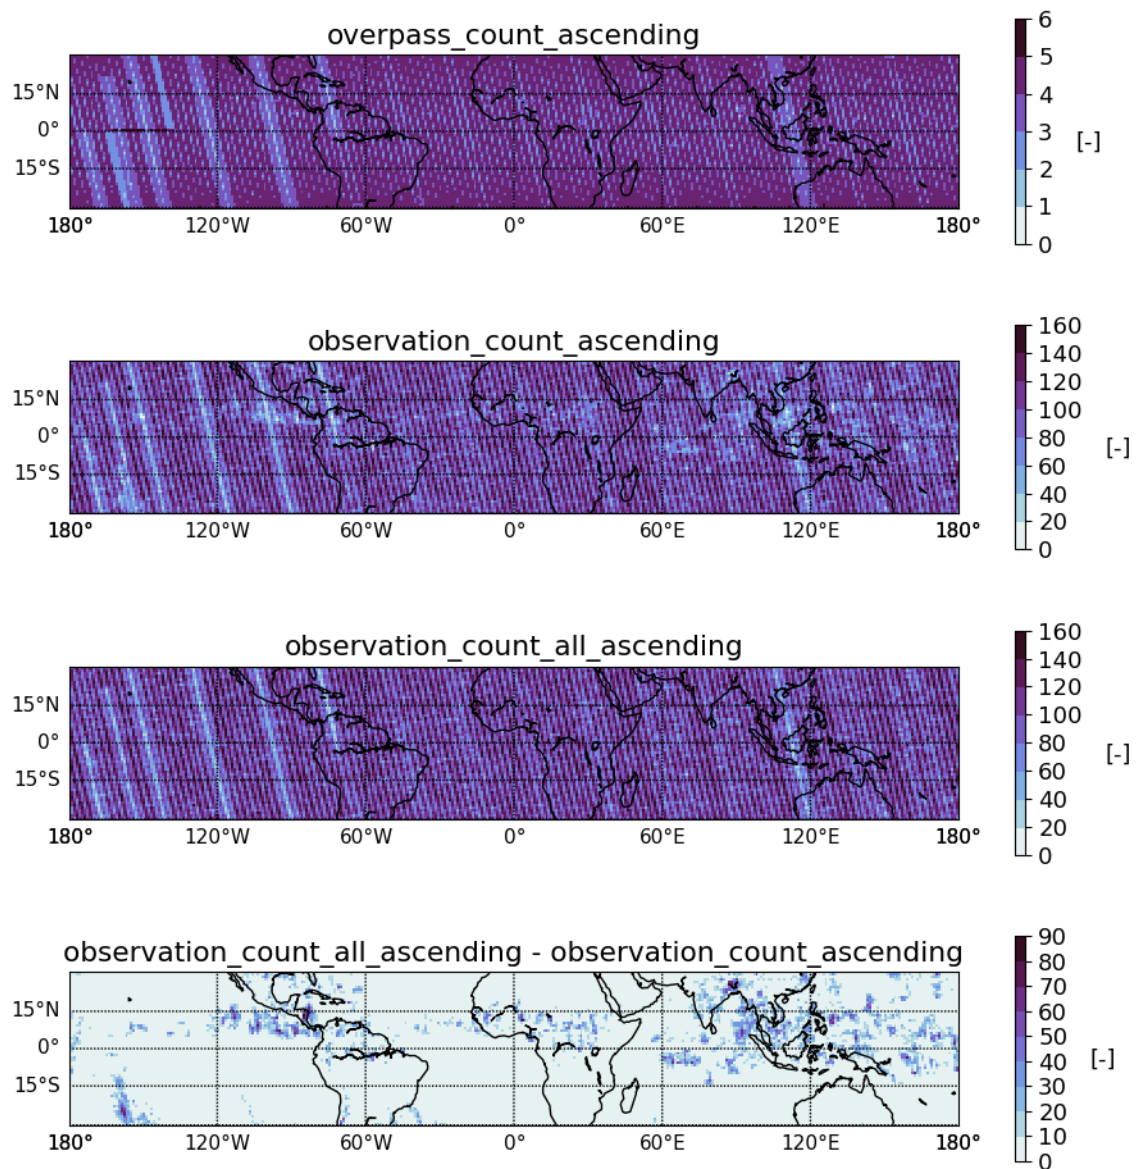 overpass_count_ascending
6
5
4
3
2
1
0
[-]
15°N
0°
15°S
180° 120°W 60°W 0° 60°E 120°E 180°
observation_count_ascending
160
140
120
100
80
60
40
20
0
[-]
15°N
0°
15°S
180° 120°W 60°W 0° 60°E 120°E 180°
observation_count_all_ascending
160
140
120
100
80
60
40
20
0
[-]
15°N
0°
15°S
180° 120°W 60°W 0° 60°E 120°E 180°
observation_count_all_ascending - observation_count_ascending
90
80
70
60
50
40
30
20
10
0
[-]
15°N
0°
15°S
180° 120°W 60°W 0° 60°E 120°E 180°